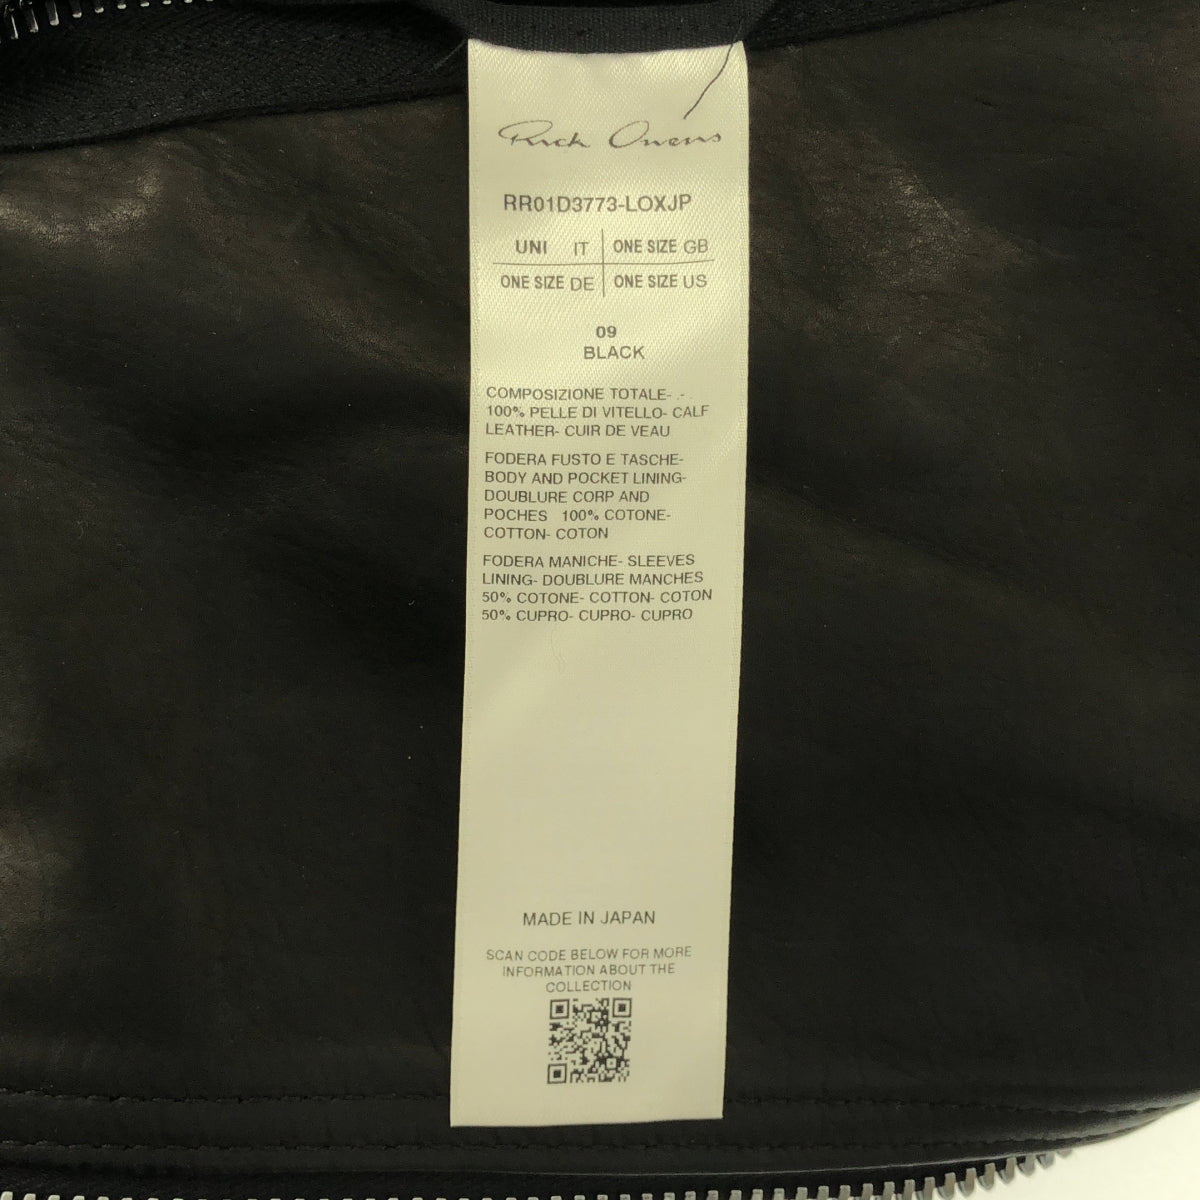 Rick Owens
RR01D3773-LOXJP
UNI IT ONE SIZE GB
ONE SIZE DE ONE SIZE US
09
BLACK
COMPOSIZIONE TOTALE- .-
100% PELLE DI VITELLO- CALF
LEATHER- CUIR DE VEAU
FODERA FUSTO E TASCHE-
BODY AND POCKET LINING-
DOUBLURE CORP AND
POCHES 100% COTONE-
COTTON- COTON
FODERA MANICHE- SLEEVES
LINING- DOUBLURE MANCHES
50% COTONE- COTTON- COTON
50% CUPRO- CUPRO- CUPRO
MADE IN JAPAN
SCAN CODE BELOW FOR MORE
INFORMATION ABOUT THE
COLLECTION